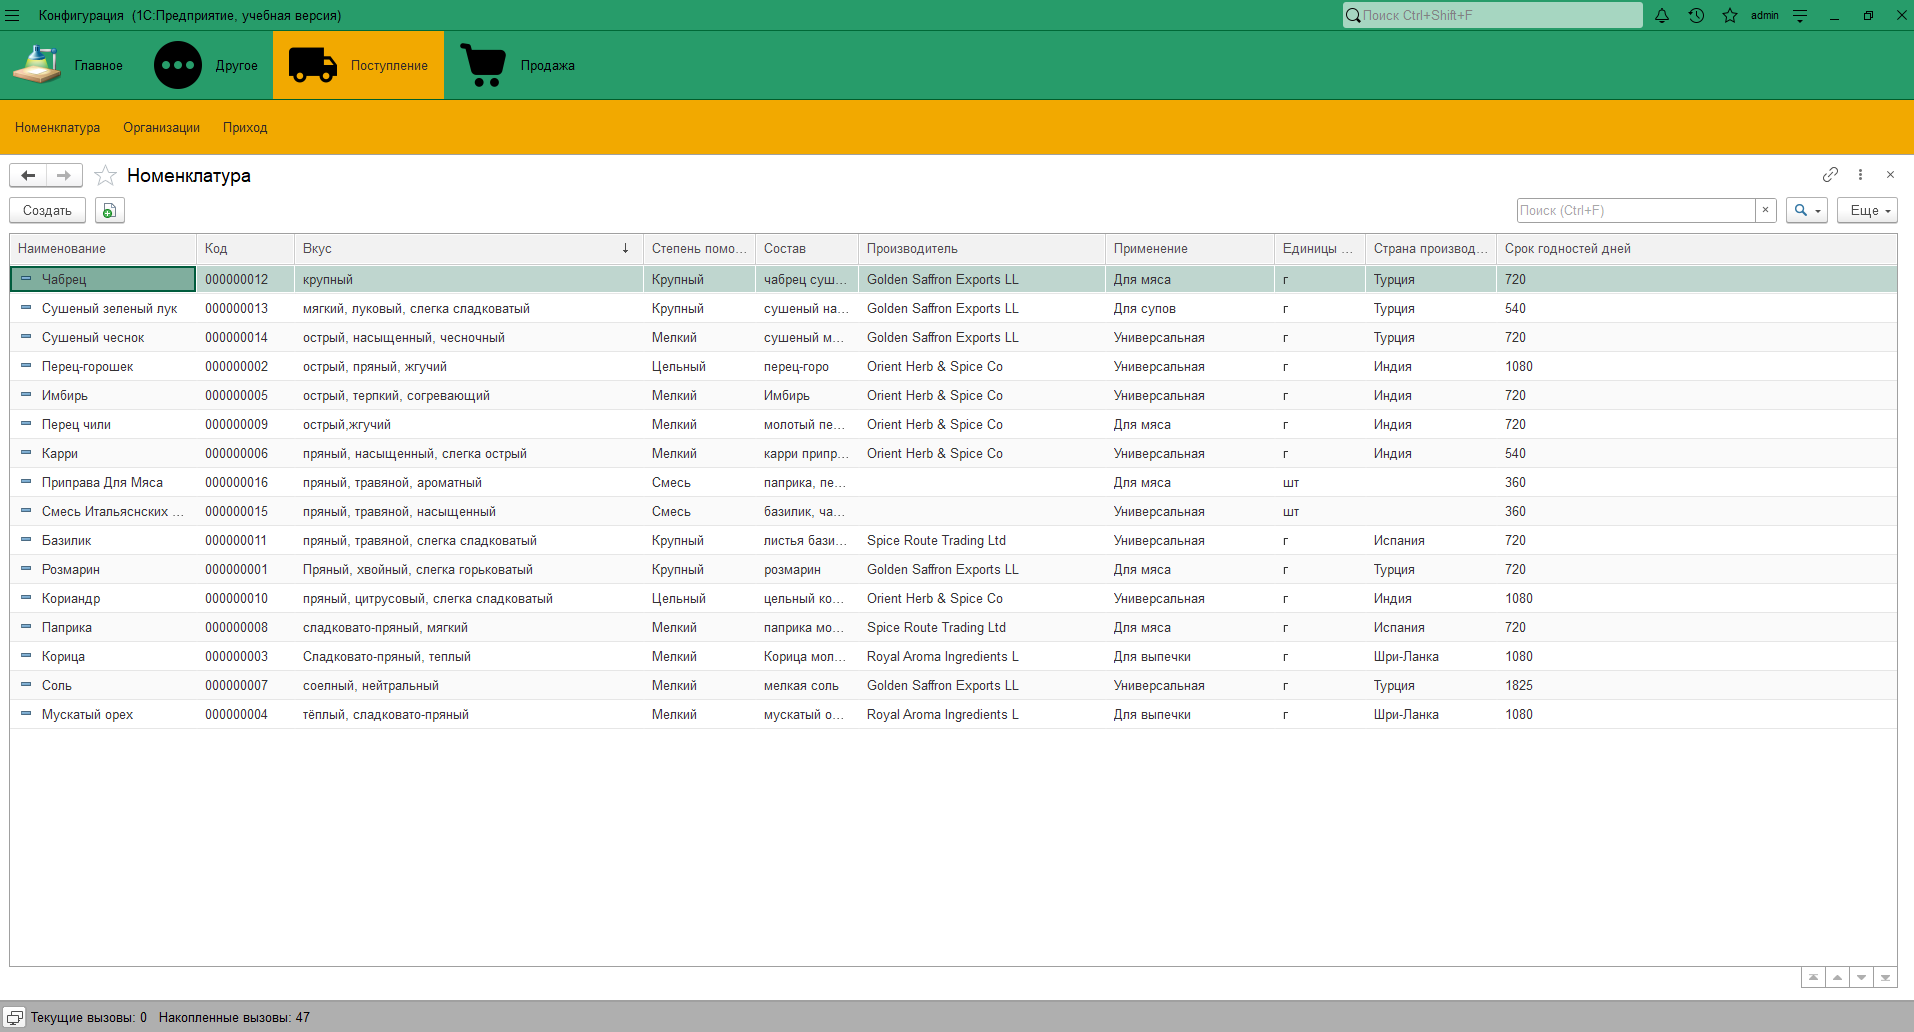 Конфигурация (1С:Предприятие, учебная версия) Поиск Ctrl+Shift+F admin
Главное Другое Поступление Продажа
Номенклатура Организации Приход
Номенклатура
Создать Поиск (Ctrl+F) × Еще
Наименование Код Вкус ↓ Степень помо... Состав Производитель Применение Единицы ... Страна производ... Срок годностей дней
Чабрец 000000012 крупный Крупный чабрец суш... Golden Saffron Exports LL Для мяса г Турция 720
Сушеный зеленый лук 000000013 мягкий, луковый, слегка сладковатый Крупный сушеный на... Golden Saffron Exports LL Для супов г Турция 540
Сушеный чеснок 000000014 острый, насыщенный, чесночный Мелкий сушеный м... Golden Saffron Exports LL Универсальная г Турция 720
Перец-горошек 000000002 острый, пряный, жгучий Цельный перец-горо Orient Herb & Spice Co Универсальная г Индия 1080
Имбирь 000000005 острый, терпкий, согревающий Мелкий Имбирь Orient Herb & Spice Co Универсальная г Индия 720
Перец чили 000000009 острый,жгучий Мелкий молотый пе... Orient Herb & Spice Co Для мяса г Индия 720
Карри 000000006 пряный, насыщенный, слегка острый Мелкий карри припр... Orient Herb & Spice Co Универсальная г Индия 540
Приправа Для Мяса 000000016 пряный, травяной, ароматный Смесь паприка, пе... Для мяса шт 360
Смесь Итальяснских ... 000000015 пряный, травяной, насыщенный Смесь базилик, ча... Универсальная шт 360
Базилик 000000011 пряный, травяной, слегка сладковатый Крупный листья бази... Spice Route Trading Ltd Универсальная г Испания 720
Розмарин 000000001 Пряный, хвойный, слегка горьковатый Крупный розмарин Golden Saffron Exports LL Для мяса г Турция 720
Кориандр 000000010 пряный, цитрусовый, слегка сладковатый Цельный цельный ко... Orient Herb & Spice Co Универсальная г Индия 1080
Паприка 000000008 сладковато-пряный, мягкий Мелкий паприка мо... Spice Route Trading Ltd Для мяса г Испания 720
Корица 000000003 Сладковато-пряный, теплый Мелкий Корица мол... Royal Aroma Ingredients L Для выпечки г Шри-Ланка 1080
Соль 000000007 соелный, нейтральный Мелкий мелкая соль Golden Saffron Exports LL Универсальная г Турция 1825
Мускатый орех 000000004 тёплый, сладковато-пряный Мелкий мускатый о... Royal Aroma Ingredients L Для выпечки г Шри-Ланка 1080
Текущие вызовы: 0 Накопленные вызовы: 47